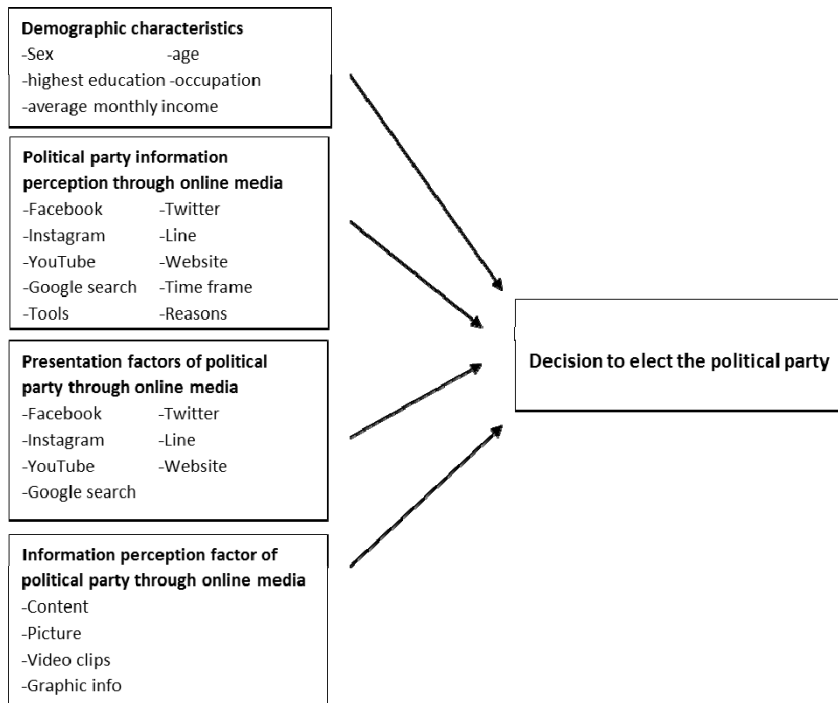 Demographic characteristics
-Sex -age
-highest education -occupation
-average monthly income
Political party information
perception through online media
-Facebook -Twitter
-Instagram -Line
-YouTube -Website
-Google search -Time frame
-Tools -Reasons
Presentation factors of political
party through online media
-Facebook -Twitter
-Instagram -Line
-YouTube -Website
-Google search
Information perception factor of
political party through online media
-Content
-Picture
-Video clips
-Graphic info
Decision to elect the political party